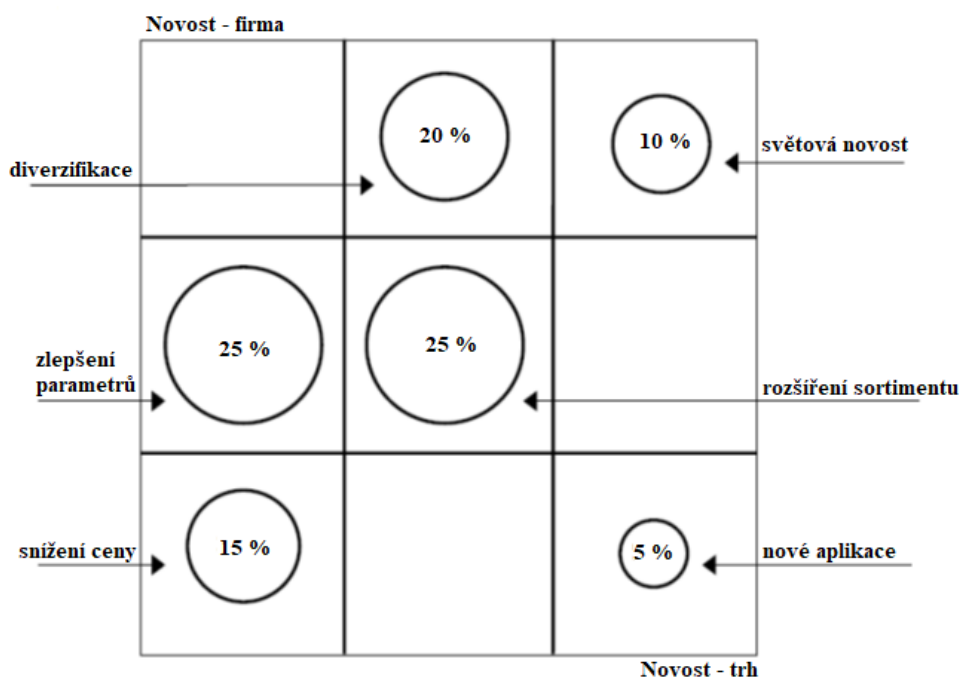 Novost - firma
20 %
10 %
světová novost
diverzifikace
25 %
25 %
zlepšení
parametrů
rozšíření sortimentu
snížení ceny
15 %
5 %
nové aplikace
Novost - trh